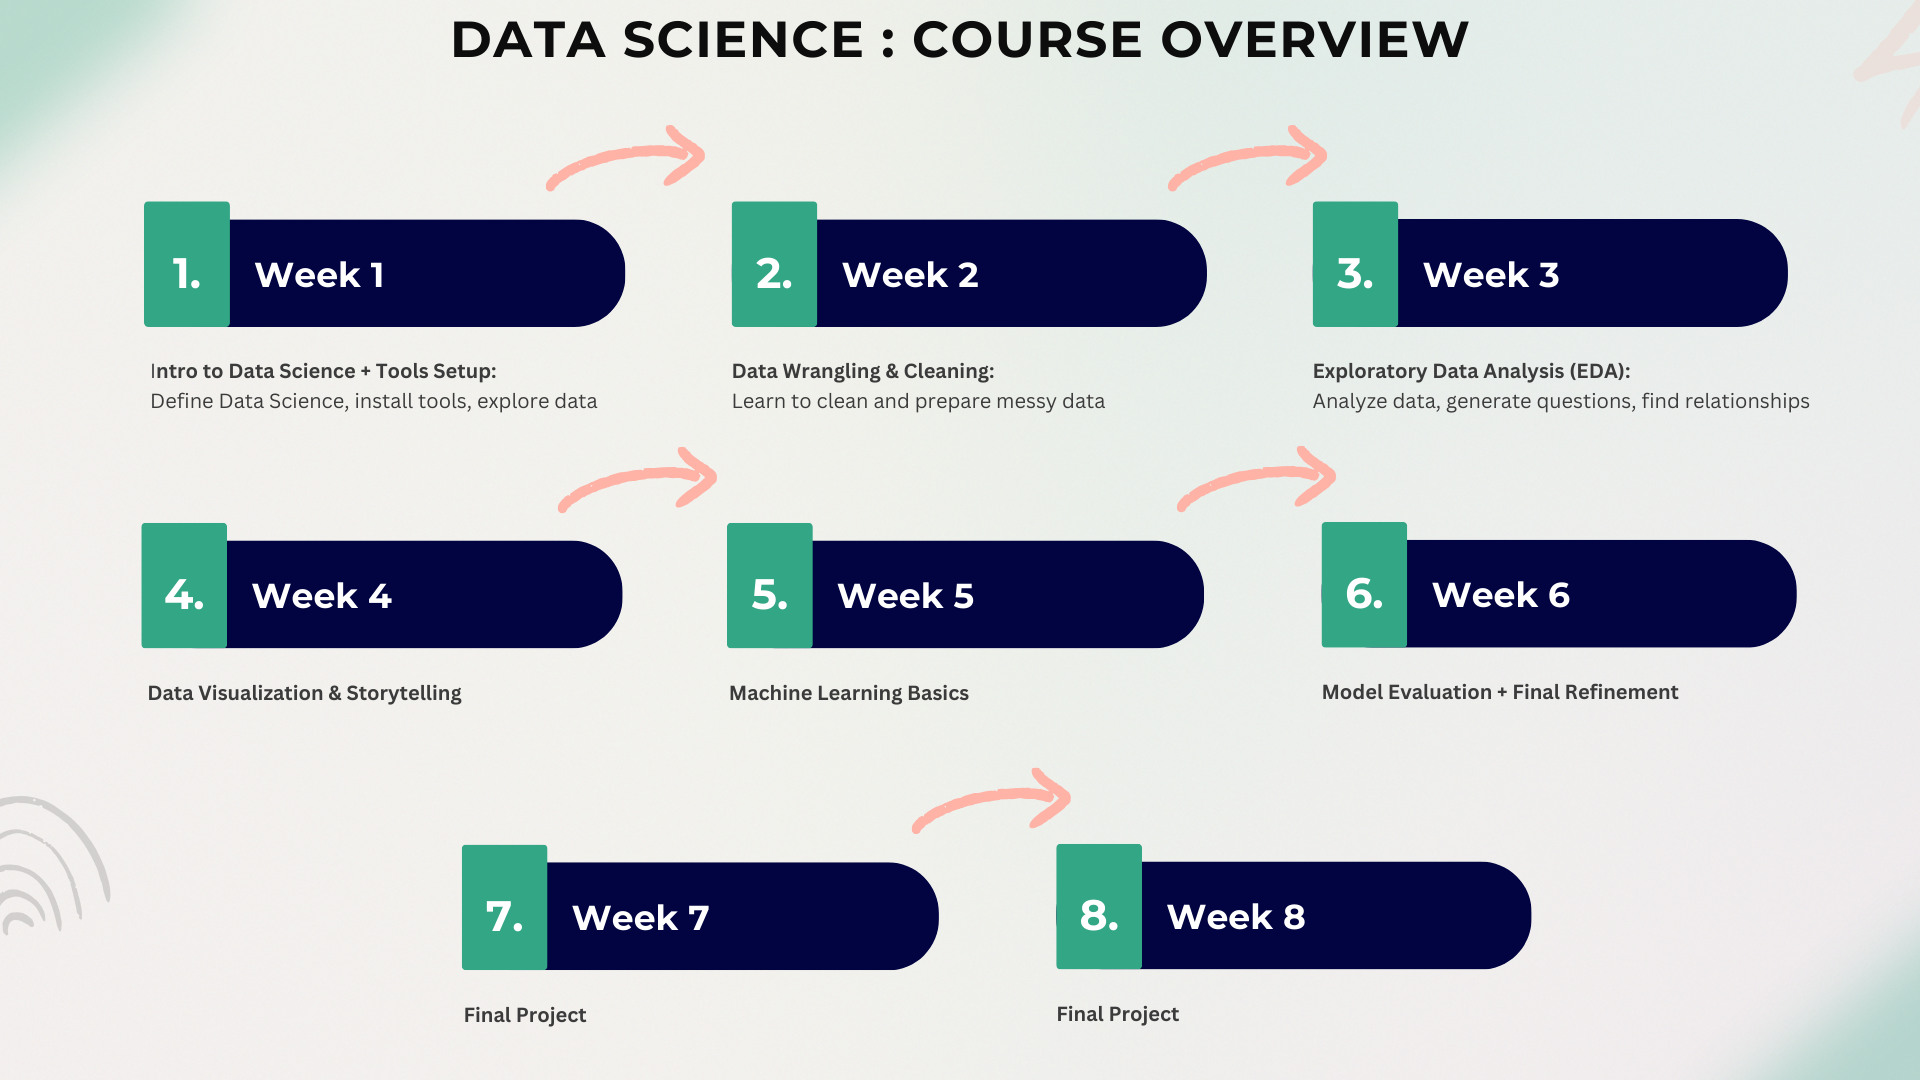 DATA SCIENCE : COURSE OVERVIEW
1. Week 1
2. Week 2
3. Week 3
Intro to Data Science + Tools Setup:
Define Data Science, install tools, explore data
Data Wrangling & Cleaning:
Learn to clean and prepare messy data
Exploratory Data Analysis (EDA):
Analyze data, generate questions, find relationships
4. Week 4
5. Week 5
6. Week 6
Data Visualization & Storytelling
Machine Learning Basics
Model Evaluation + Final Refinement
7. Week 7
8. Week 8
Final Project
Final Project